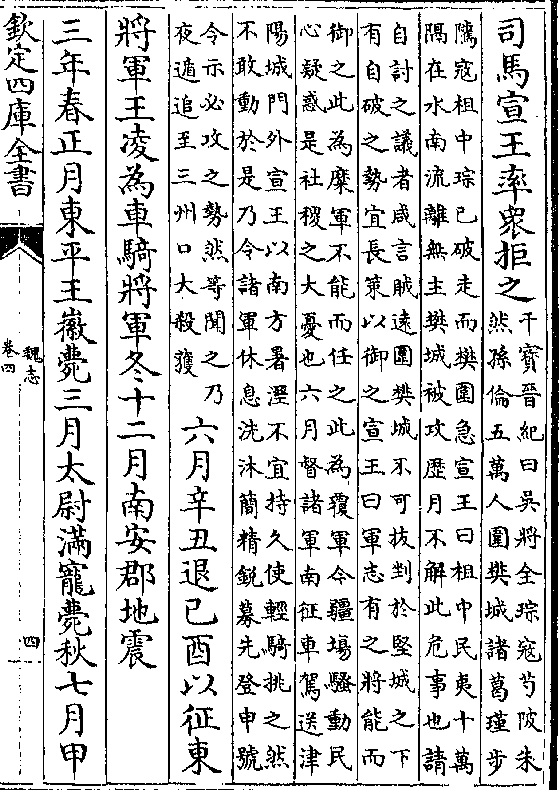 司馬宣王率衆拒之
干寶晉紀曰吳將全琮寇芍陂朱
然孫倫五萬人圍樊城諸葛瑾步
隲寇祖中琮已破走而樊圍急宣王曰祖中民夷十萬
隔在水南流離無主樊城被攻歴月不解此危事也請
自討之議者咸言賊遠圍樊城不可拔剉於堅城之下
有自破之勢宜長策以御之宣王曰軍志有之將能而
御之此為糜軍不能而任之此為覆軍今疆場騷動民
心疑惑是社稷之大憂也六月督諸軍南征車駕送津
陽城門外宣王以南方暑溼不宜持久使輕騎挑之然
不敢動於是乃令諸軍休息洗沐簡精鋭募先登申號
令示必攻之勢然等聞之乃
夜遁追至三州口大殺獲
六月辛丑退己酉以征東
將軍王凌為車騎將軍冬十二月南安郡地震
三年春正月東平王徽薨三月太尉滿寵薨秋七月甲
欽定四庫全書
魏志
卷四
四